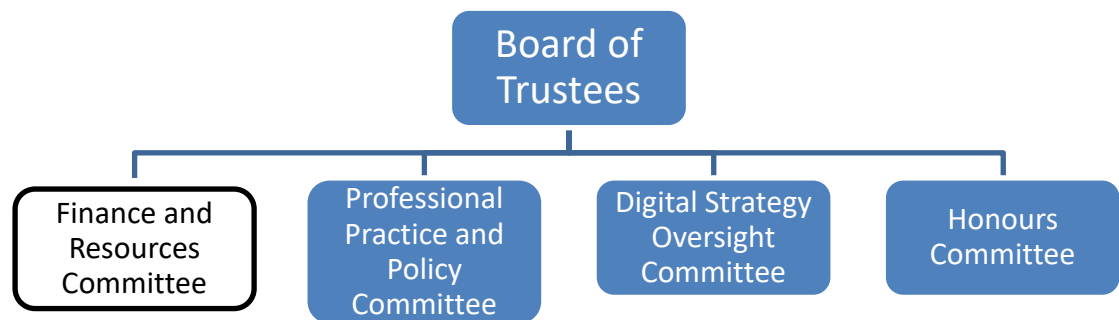 Board of
Trustees
Finance and
Resources
Committee
Professional
Practice and
Policy
Committee
Digital Strategy
Oversight
Committee
Honours
Committee